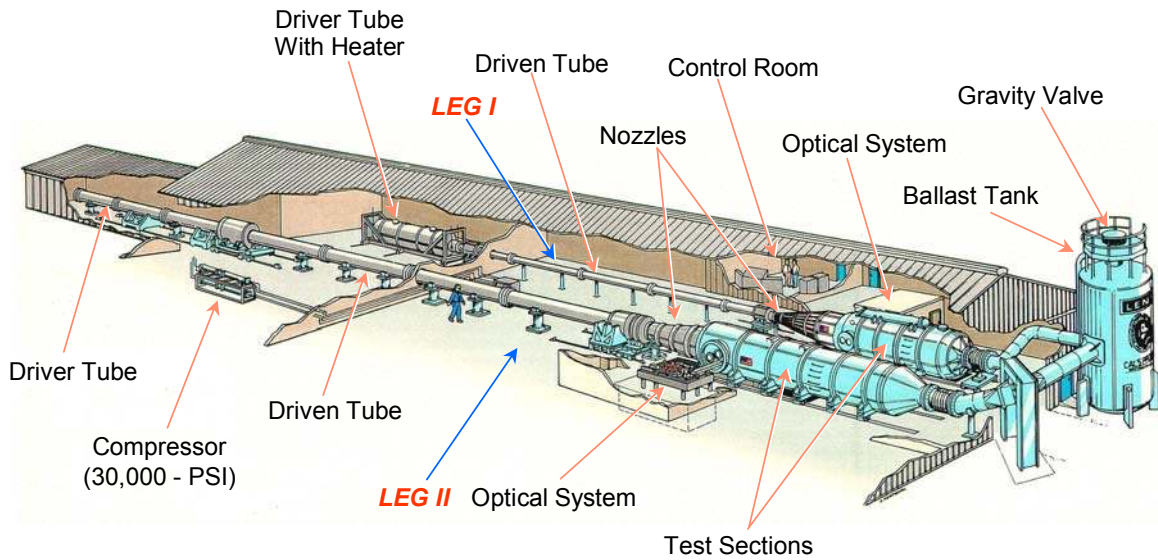 Driver Tube
With Heater
Driven Tube
Control Room
Gravity Valve
LEG I
Nozzles
Optical System
Ballast Tank
Driver Tube
Driven Tube
Compressor
(30,000 - PSI)
LEG II
Optical System
Test Sections